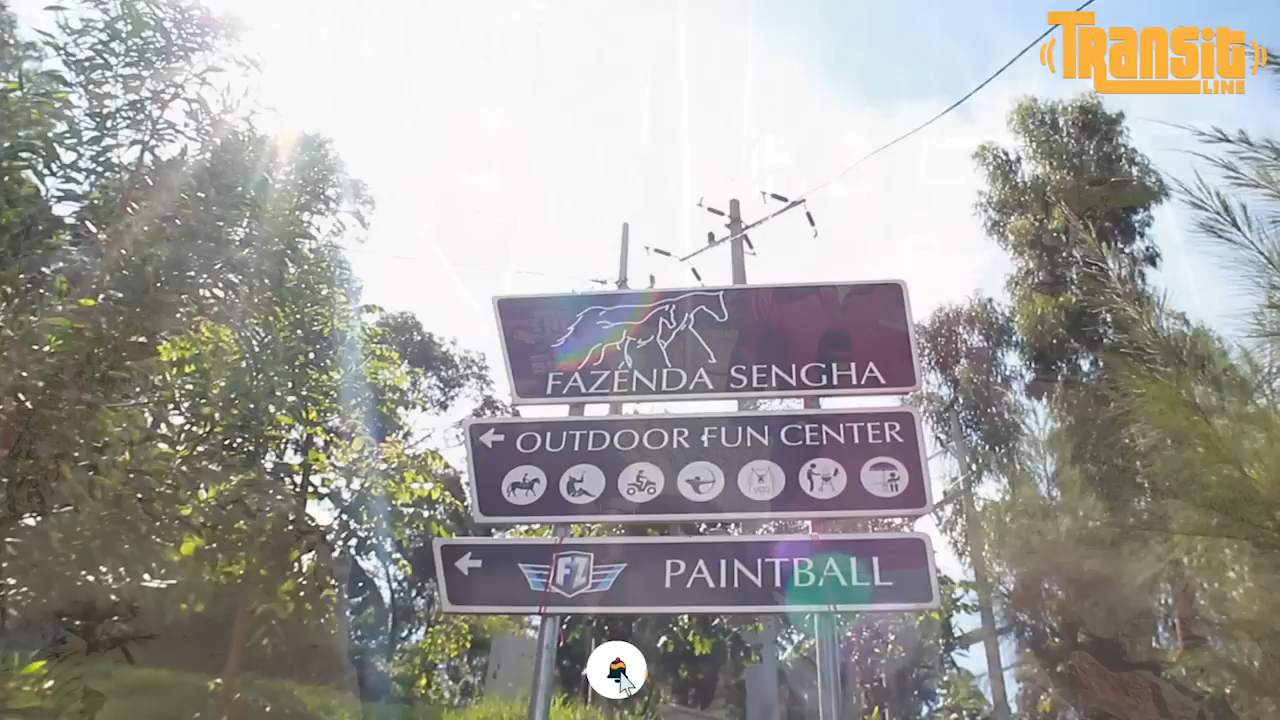 Transit
LINE
FAZENDA SENGHA
OUTDOOR FUN CENTER
FZ
PAINTBALL